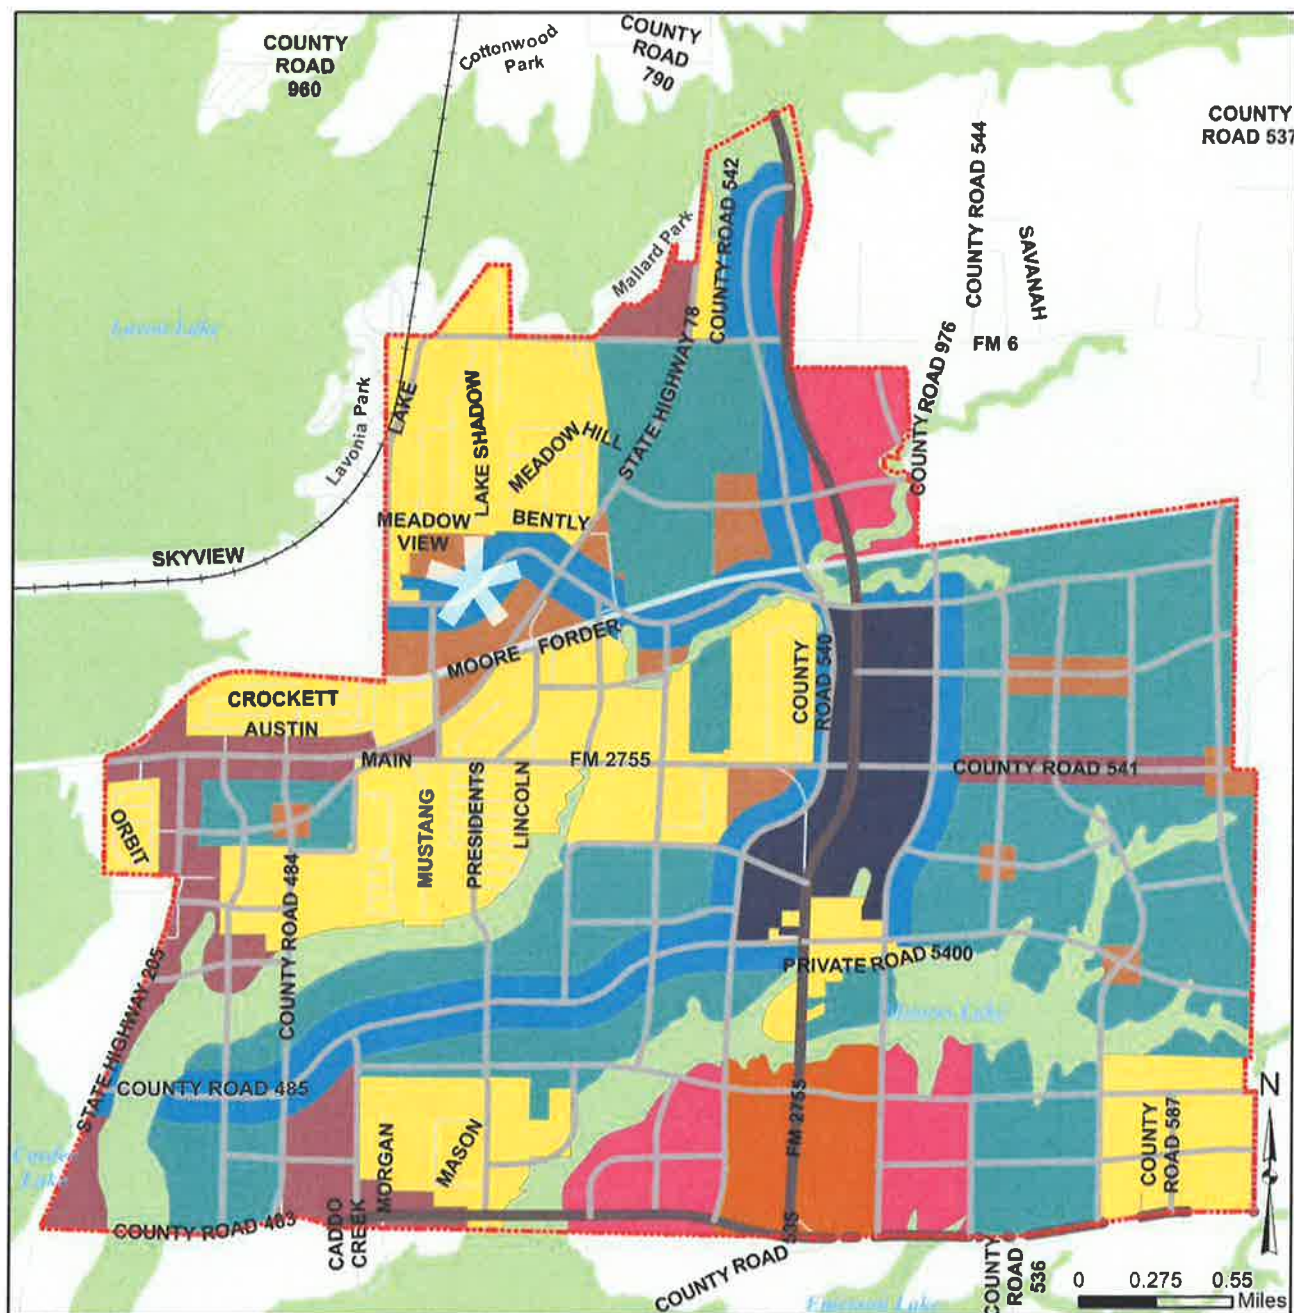 COUNTY
ROAD
960
Cottonwood
Park
COUNTY
ROAD
790
COUNTY
ROAD 537
COUNTY ROAD 544
SAVANAH
COUNTY ROAD 542
Mallard Park
FM 6
COUNTY ROAD 976
STATE HIGHWAY 78
Lavonia Park
LAKE
LAKE SHADOW
MEADOW HILL
MEADOW
VIEW
BENTLY
SKYVIEW
MOORE
FORDER
CROCKETT
AUSTIN
MAIN
FM 2755
COUNTY
ROAD 540
COUNTY ROAD 541
ORBIT
MUSTANG
PRESIDENTS
LINCOLN
COUNTY ROAD 484
STATE HIGHWAY 205
PRIVATE ROAD 5400
COUNTY ROAD 485
FM 2755
COUNTY
ROAD 587
MORGAN
MASON
COUNTY ROAD 483
CADDO
CREEK
COUNTY ROAD 535
COUNTY
ROAD
536
Lake
N
0 0.275 0.55
Miles